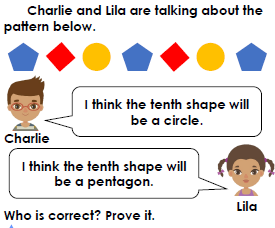 Charlie and Lila are talking about the
pattern below.
I think the tenth shape will
be a circle.
Charlie
I think the tenth shape will
be a pentagon.
Lila
Who is correct? Prove it.